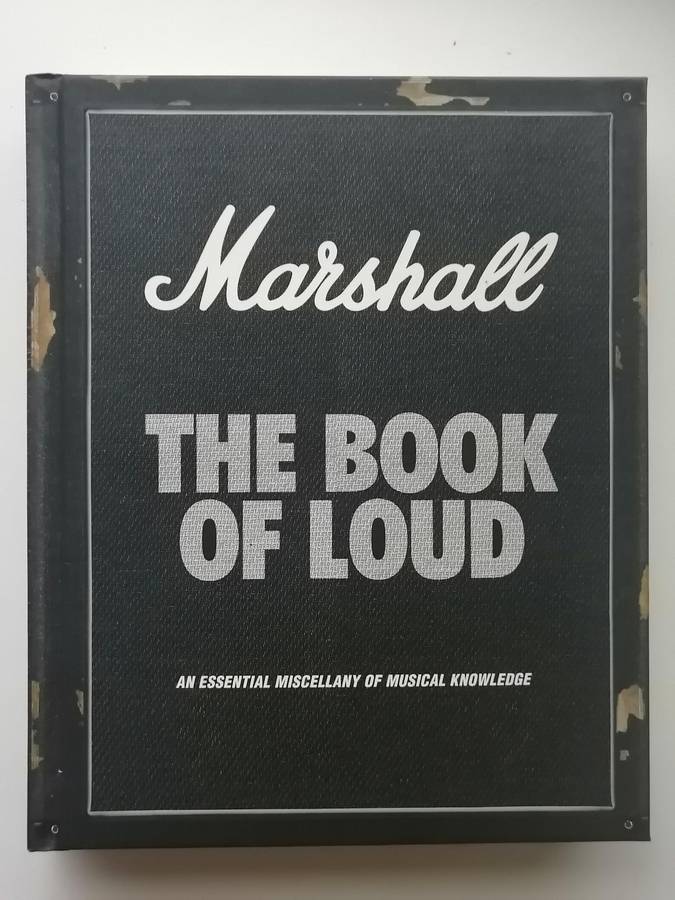 Marshall
THE BOOK
OF LOUD
AN ESSENTIAL MISCELLANY OF MUSICAL KNOWLEDGE